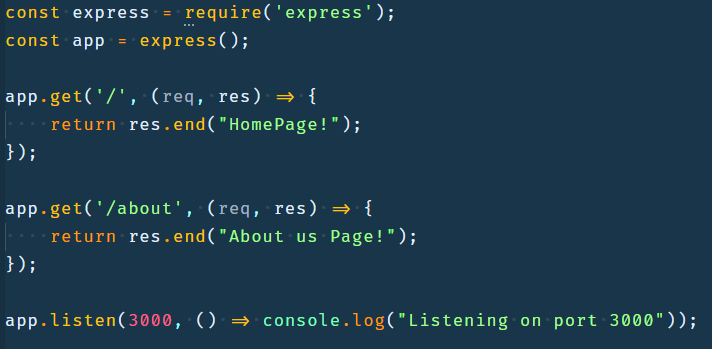 const express = require('express');
const app = express();
app.get('/', (req, res) => {
    return res.end("HomePage!");
});
app.get('/about', (req, res) => {
    return res.end("About us Page!");
});
app.listen(3000, () => console.log("Listening on port 3000"));